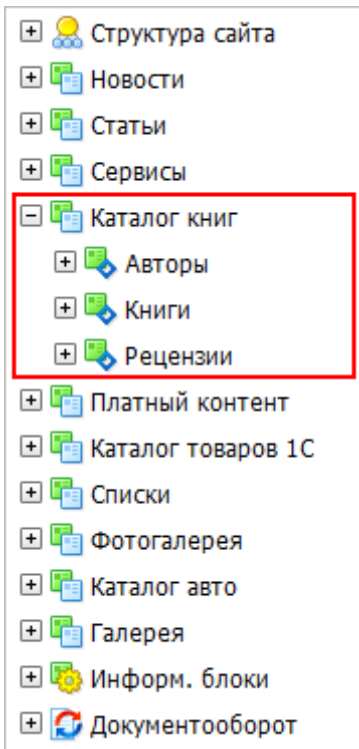 Структура сайта
Новости
Статьи
Сервисы
Каталог книг
Авторы
Книги
Рецензии
Платный контент
Каталог товаров 1С
Списки
Фотогалерея
Каталог авто
Галерея
Информ. блоки
Документооборот